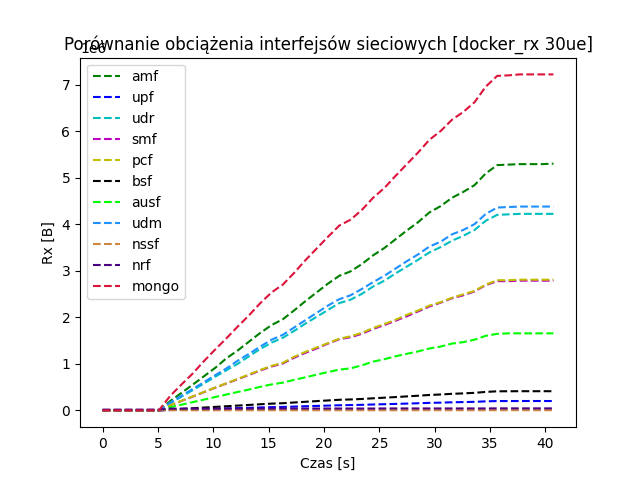 Porównanie obciążenia interfejsów sieciowych [docker_rx 30ue]
1e6
7
6
5
4
3
2
1
0
Rx [B]
amf
upf
udr
smf
pcf
bsf
ausf
udm
nssf
nrf
mongo
0 5 10 15 20 25 30 35 40
Czas [s]